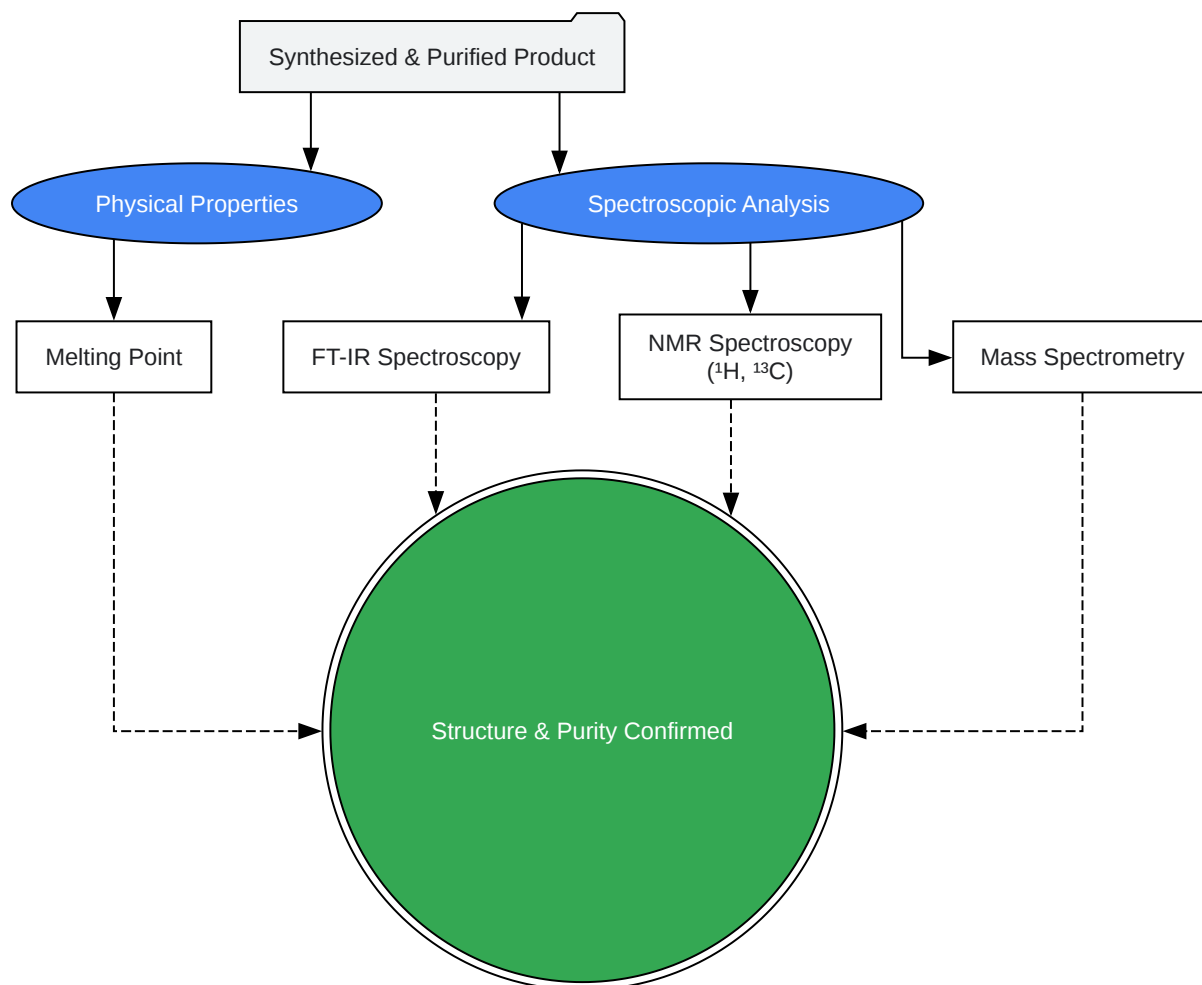 Synthesized & Purified Product
Physical Properties
Spectroscopic Analysis
Melting Point
FT-IR Spectroscopy
NMR Spectroscopy
(¹H, ¹³C)
Mass Spectrometry
Structure & Purity Confirmed